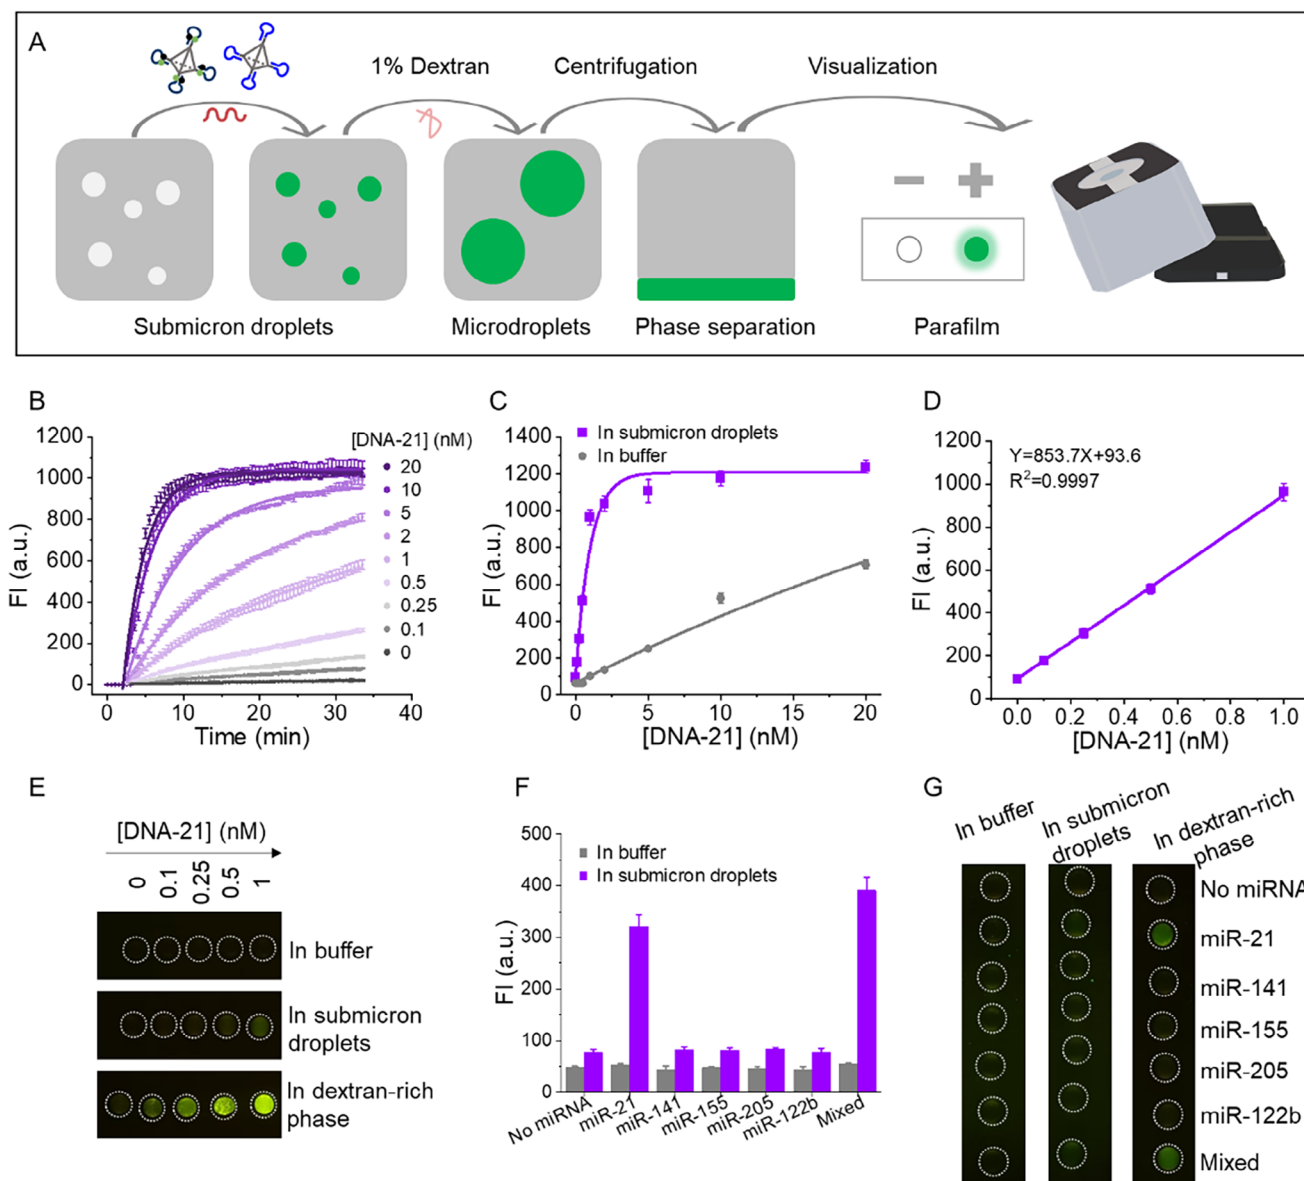 A
1% Dextran
Centrifugation
Visualization
Submicron droplets
Microdroplets
Phase separation
Parafilm
B
[DNA-21] (nM)
1200
1000
800
600
400
200
0
FI (a.u.)
0
10
20
30
40
Time (min)
20
10
5
2
1
0.5
0.25
0.1
0
C
In submicron droplets
In buffer
1400
1200
1000
800
600
400
200
0
FI (a.u.)
0
5
10
15
20
[DNA-21] (nM)
D
Y=853.7X+93.6
R²=0.9997
1200
1000
800
600
400
200
0
FI (a.u.)
0.0
0.2
0.4
0.6
0.8
1.0
[DNA-21] (nM)
E
[DNA-21] (nM)
0
0.1
0.25
0.5
1
In buffer
In submicron
droplets
In dextran-rich
phase
F
In buffer
In submicron droplets
500
400
300
200
100
0
FI (a.u.)
No miRNA
miR-21
miR-141
miR-155
miR-205
miR-122b
Mixed
G
In buffer
In submicron
droplets
In dextran-rich
phase
No miRNA
miR-21
miR-141
miR-155
miR-205
miR-122b
Mixed